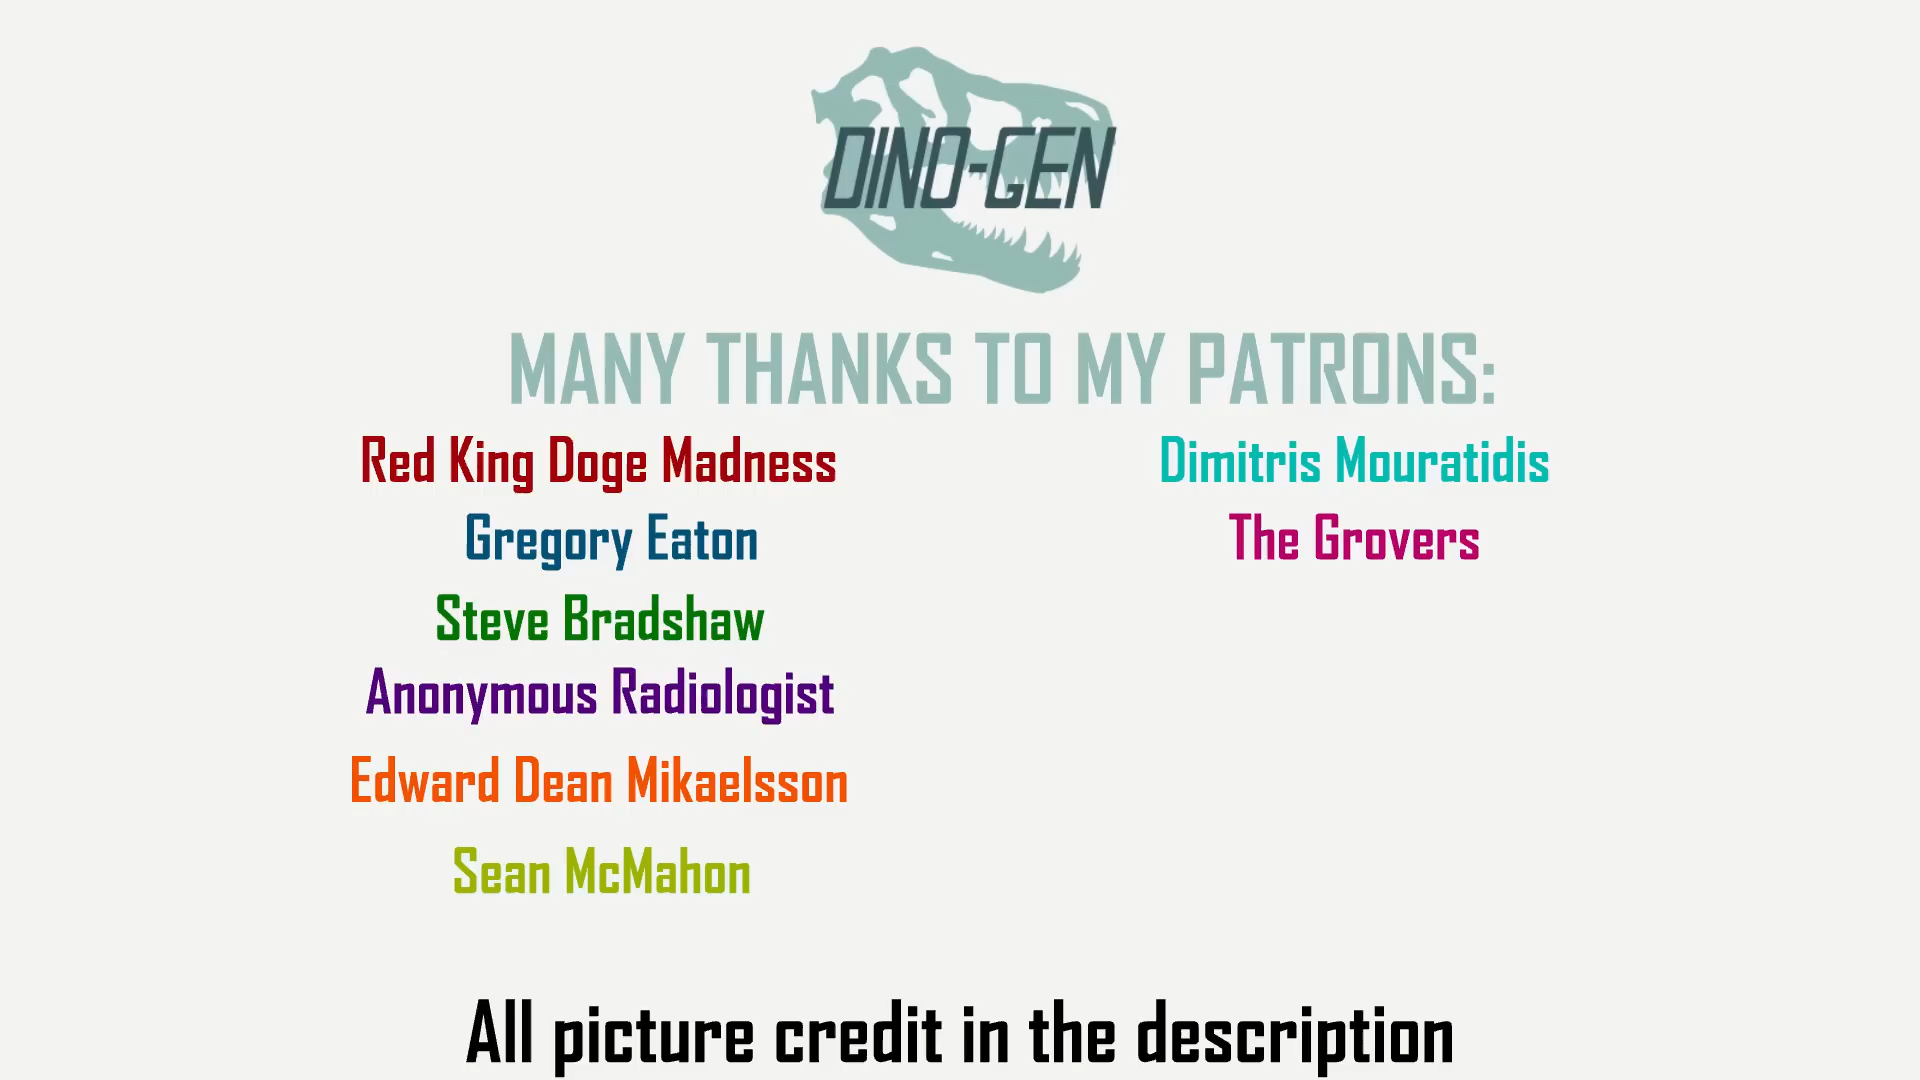 DINO-GEN
MANY THANKS TO MY PATRONS:
Red King Doge Madness
Gregory Eaton
Steve Bradshaw
Anonymous Radiologist
Edward Dean Mikaelsson
Sean McMahon
Dimitris Mouratidis
The Grovers
All picture credit in the description